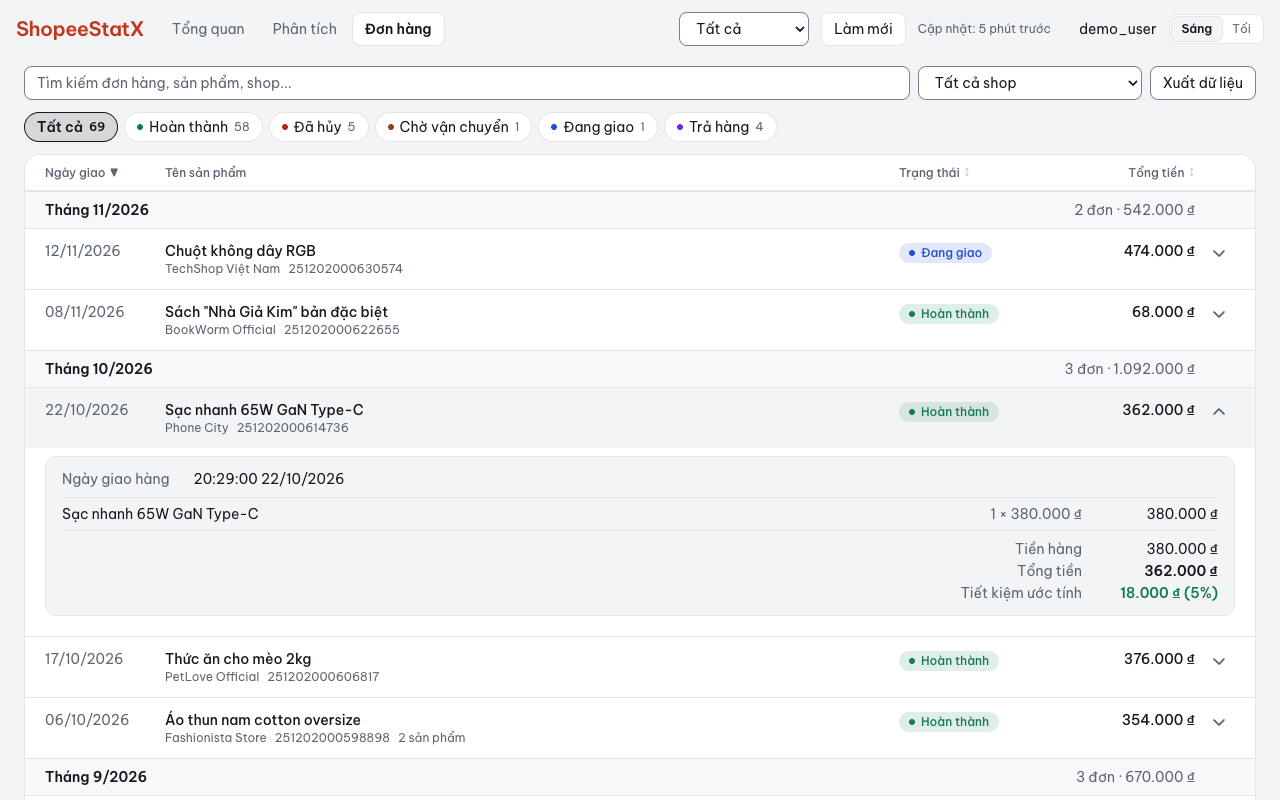 ShopeeStatX Tổng quan Phân tích Đơn hàng Tất cả Làm mới Cập nhật: 5 phút trước demo_user Sáng Tối
Tìm kiếm đơn hàng, sản phẩm, shop... Tất cả shop Xuất dữ liệu
Tất cả 69 Hoàn thành 58 Đã hủy 5 Chờ vận chuyển 1 Đang giao 1 Trả hàng 4
Ngày giao ▼ Tên sản phẩm Trạng thái ↕ Tổng tiền ↕
Tháng 11/2026 2 đơn · 542.000 ₫
12/11/2026 Chuột không dây RGB Đang giao 474.000 ₫
TechShop Việt Nam 251202000630574
08/11/2026 Sách "Nhà Giả Kim" bản đặc biệt Hoàn thành 68.000 ₫
BookWorm Official 251202000622655
Tháng 10/2026 3 đơn · 1.092.000 ₫
22/10/2026 Sạc nhanh 65W GaN Type-C Hoàn thành 362.000 ₫
Phone City 251202000614736
Ngày giao hàng 20:29:00 22/10/2026
Sạc nhanh 65W GaN Type-C 1 × 380.000 ₫ 380.000 ₫
Tiền hàng 380.000 ₫
Tổng tiền 362.000 ₫
Tiết kiệm ước tính 18.000 ₫ (5%)
17/10/2026 Thức ăn cho mèo 2kg Hoàn thành 376.000 ₫
PetLove Official 251202000606817
06/10/2026 Áo thun nam cotton oversize Hoàn thành 354.000 ₫
Fashionista Store 251202000598898 2 sản phẩm
Tháng 9/2026 3 đơn · 670.000 ₫